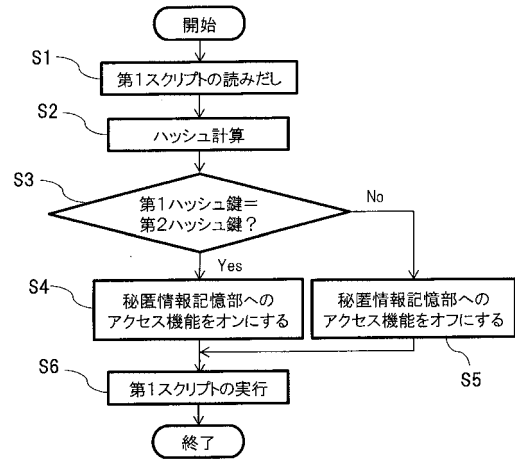 開始
S1
第1スクリプトの読みだし
S2
ハッシュ計算
S3
第1ハッシュ鍵＝
第2ハッシュ鍵？
No
Yes
S4
秘匿情報記憶部への
アクセス機能をオンにする
秘匿情報記憶部への
アクセス機能をオフにする
S5
S6
第1スクリプトの実行
終了